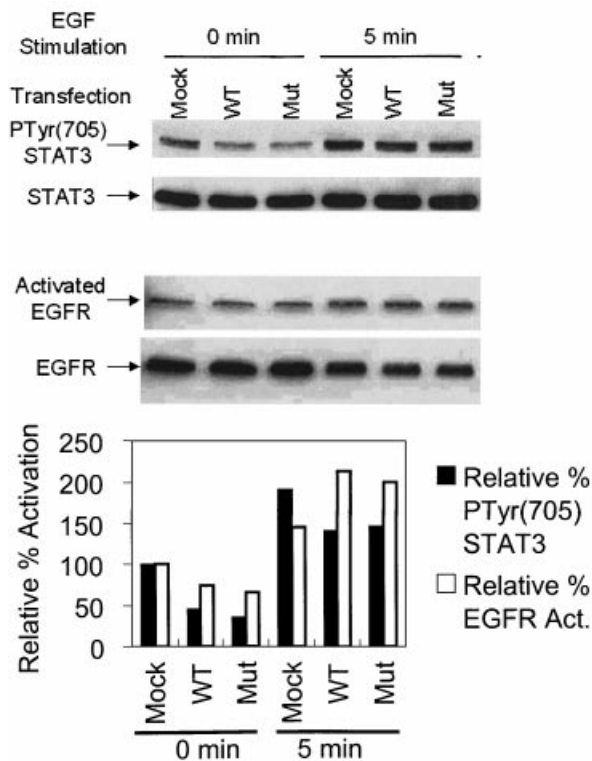 EGF
Stimulation
0 min
5 min
Transfection
Mock
WT
Mut
Mock
WT
Mut
PTyr(705)
STAT3
STAT3
Activated
EGFR
EGFR
Relative % Activation
250
200
150
100
50
0
Mock
WT
Mut
Mock
WT
Mut
0 min
5 min
Relative %
PTyr(705)
STAT3
Relative %
EGFR Act.